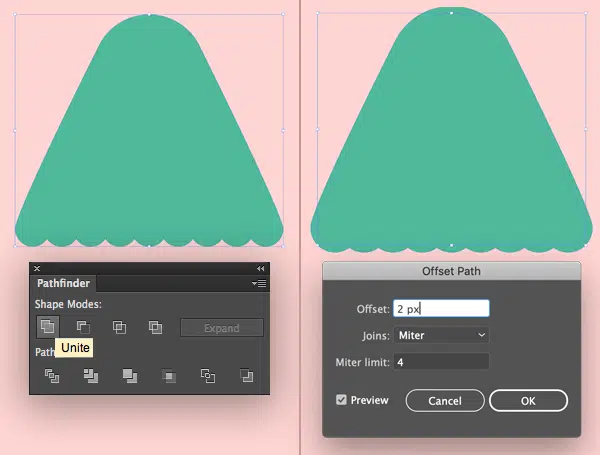 Pathfinder
Shape Modes:
Expand
Path
Unite
Offset Path
Offset: 2 px
Joins: Miter
Miter limit: 4
Preview
Cancel
OK